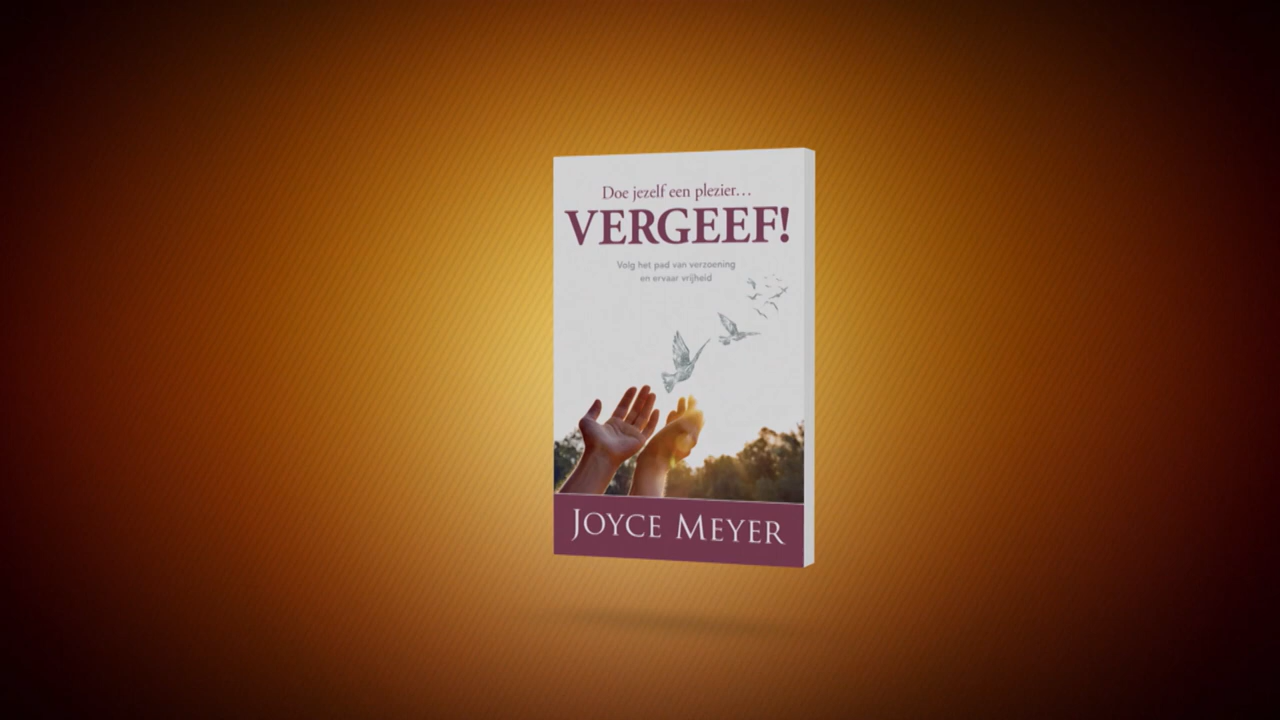 Doe jezelf een plezier...
VERGEEF!
Volg het pad van verzoening
en ervaar vrijheid
JOYCE MEYER